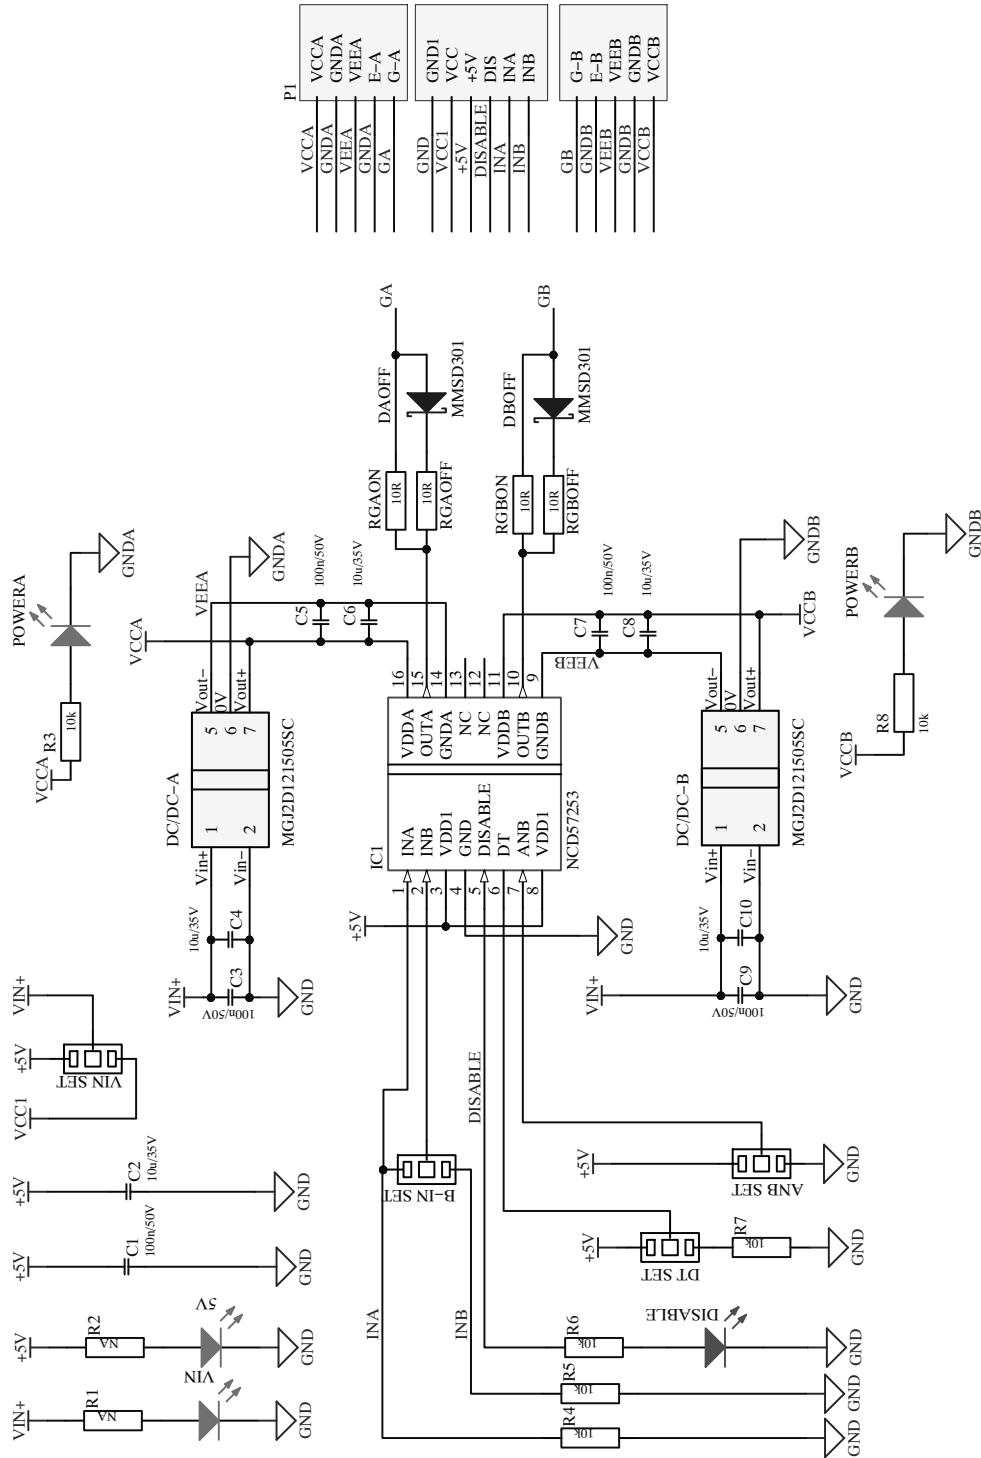 P1
VCCA
GNDA
VEEA
E-A
G-A
GND1
VCC
+5V
DIS
INA
INB
G-B
E-B
VEEB
GNDB
VCCB
VCCA
GNDA
VEEA
GNDA
GA
GND
VCC1
+5V
DISABLE
INA
INB
GB
GNDB
VEEB
GNDB
VCCB
GA
GB
DAOFF
MMSD301
DBOFF
MMSD301
RGAON
10R
10R
RGAOFF
RGBON
10R
10R
RGBOFF
POWERA
GNDA
VCCA
R3
10k
VCCA
VEEA
GNDA
C5
100n/50V
C6
10u/35V
C7
100n/50V
C8
10u/35V
VEEB
VCCB
GNDB
POWERB
GNDB
R8
10k
VCCB
DC/DC-A
Vout-
0V
Vout+
5
6
7
1
2
Vin+
Vin-
MGJ2D121505SC
IC1
16
15
14
13
12
11
10
9
VDDA
OUTA
GNDA
NC
NC
VDDB
OUTB
GNDB
INA
INB
VDD1
GND
DISABLE
DT
ANB
VDD1
1
2
3
4
5
6
7
8
NCD57253
DC/DC-B
Vout-
0V
Vout+
5
6
7
1
2
Vin+
Vin-
MGJ2D121505SC
10u/35V
C4
C3
100n/50V
VIN+
GND
+5V
GND
10u/35V
C10
C9
100n/50V
VIN+
GND
VIN+
+5V
VCC1
VIN SET
+5V
C2
10u/35V
GND
+5V
C1
100n/50V
GND
+5V
R2
NA
5V
GND
VIN+
R1
NA
VIN
GND
DISABLE
B-IN SET
INA
INB
+5V
ANB SET
GND
+5V
DT SET
R7
10k
GND
R6
10k
DISABLE
GND
R5
10k
GND
R4
10k
GND